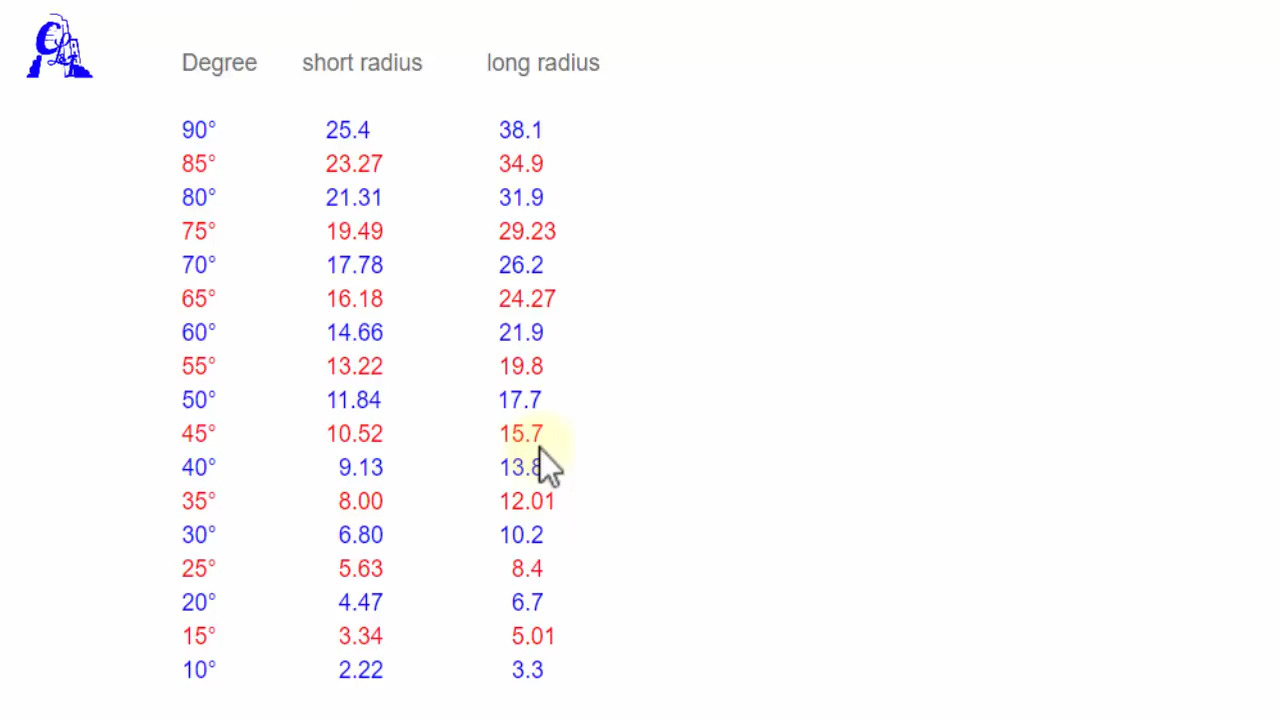 Degree short radius long radius
90° 25.4 38.1
85° 23.27 34.9
80° 21.31 31.9
75° 19.49 29.23
70° 17.78 26.2
65° 16.18 24.27
60° 14.66 21.9
55° 13.22 19.8
50° 11.84 17.7
45° 10.52 15.7
40° 9.13 13.8
35° 8.00 12.01
30° 6.80 10.2
25° 5.63 8.4
20° 4.47 6.7
15° 3.34 5.01
10° 2.22 3.3